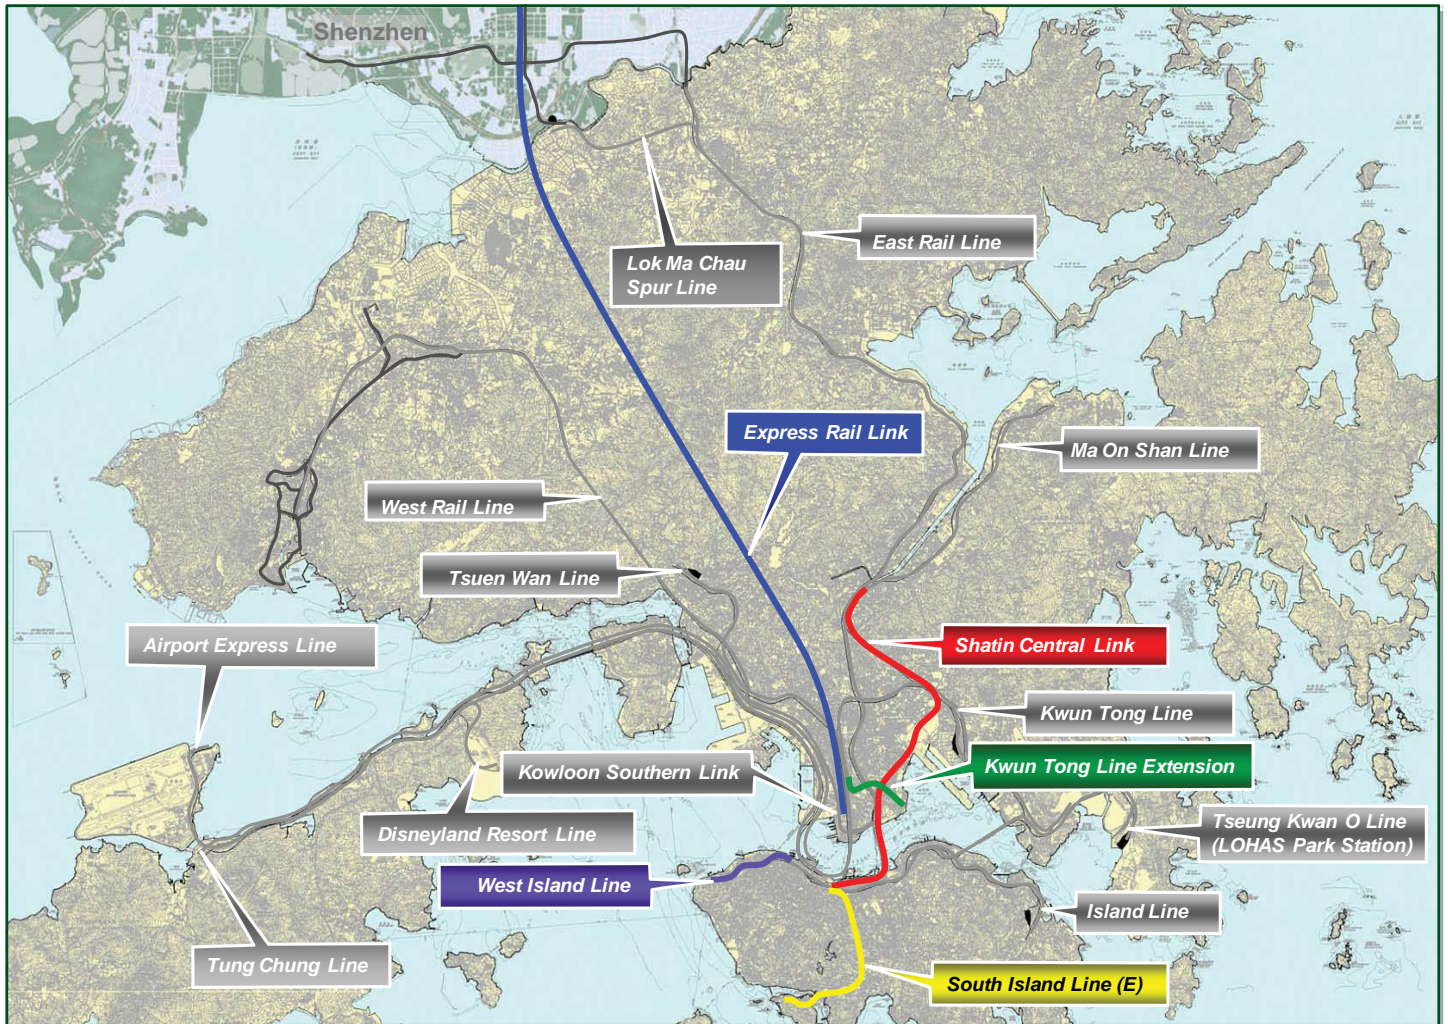 Shenzhen
East Rail Line
Lok Ma Chau
Spur Line
Express Rail Link
Ma On Shan Line
West Rail Line
Tsuen Wan Line
Airport Express Line
Shatin Central Link
Kwun Tong Line
Kowloon Southern Link
Kwun Tong Line Extension
Disneyland Resort Line
Tseung Kwan O Line
(LOHAS Park Station)
West Island Line
Island Line
Tung Chung Line
South Island Line (E)